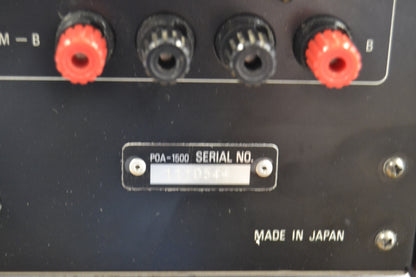 M-B
B
POA-1500 SERIAL NO.
MADE IN JAPAN